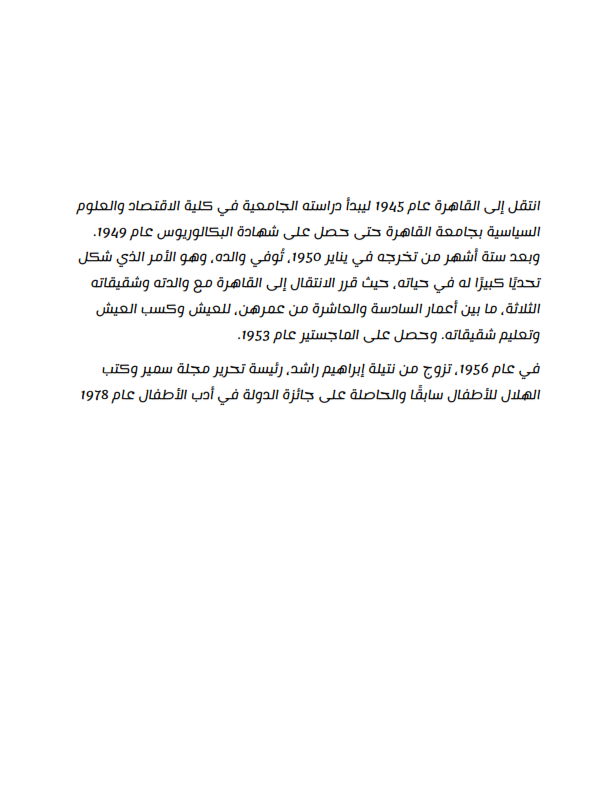 انتقل إلى القاهرة عام 1945 ليبدأ دراسته الجامعية في كلية الاقتصاد والعلوم
السياسية بجامعة القاهرة حتى حصل على شهادة البكالوريوس عام 1949.
وبعد ستة أشهر من تخرجه في يناير 1950، تُوفي والده، وهو الأمر الذي شكل
تحديًا كبيرًا له في حياته، حيث قرر الانتقال إلى القاهرة مع والدته وشقيقاته
الثلاثة، ما بين أعمار السادسة والعاشرة من عمرهن، للعيش وكسب العيش
وتعليم شقيقاته. وحصل على الماجستير عام 1953.
في عام 1956، تزوج من نتيلة إبراهيم راشد، رئيسة تحرير مجلة سمير وكتب
الهلال للأطفال سابقًا والحاصلة على جائزة الدولة في أدب الأطفال عام 1978